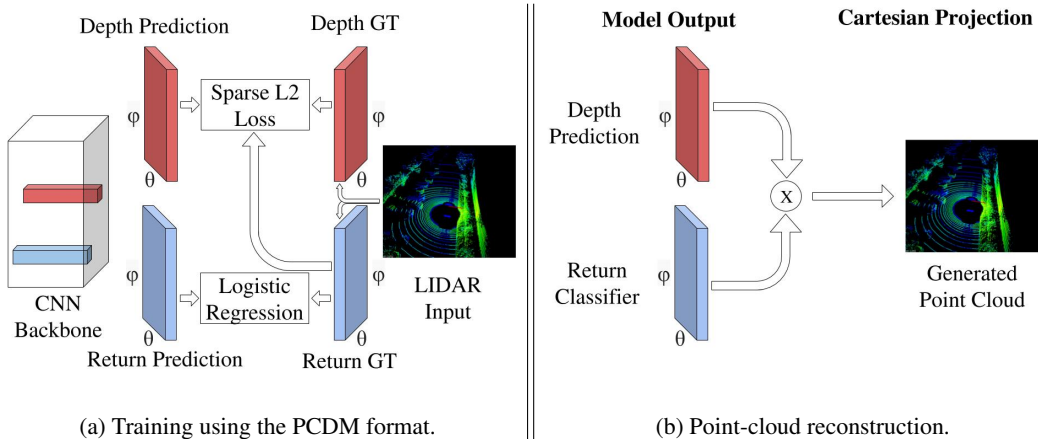 Depth Prediction
Depth GT
Sparse L2
Loss
φ
φ
θ
θ
CNN
Backbone
φ
φ
Logistic
Regression
LIDAR
Input
θ
θ
Return Prediction
Return GT
(a) Training using the PCDM format.
Model Output
Cartesian Projection
Depth
Prediction
φ
θ
X
Return
Classifier
φ
θ
Generated
Point Cloud
(b) Point-cloud reconstruction.